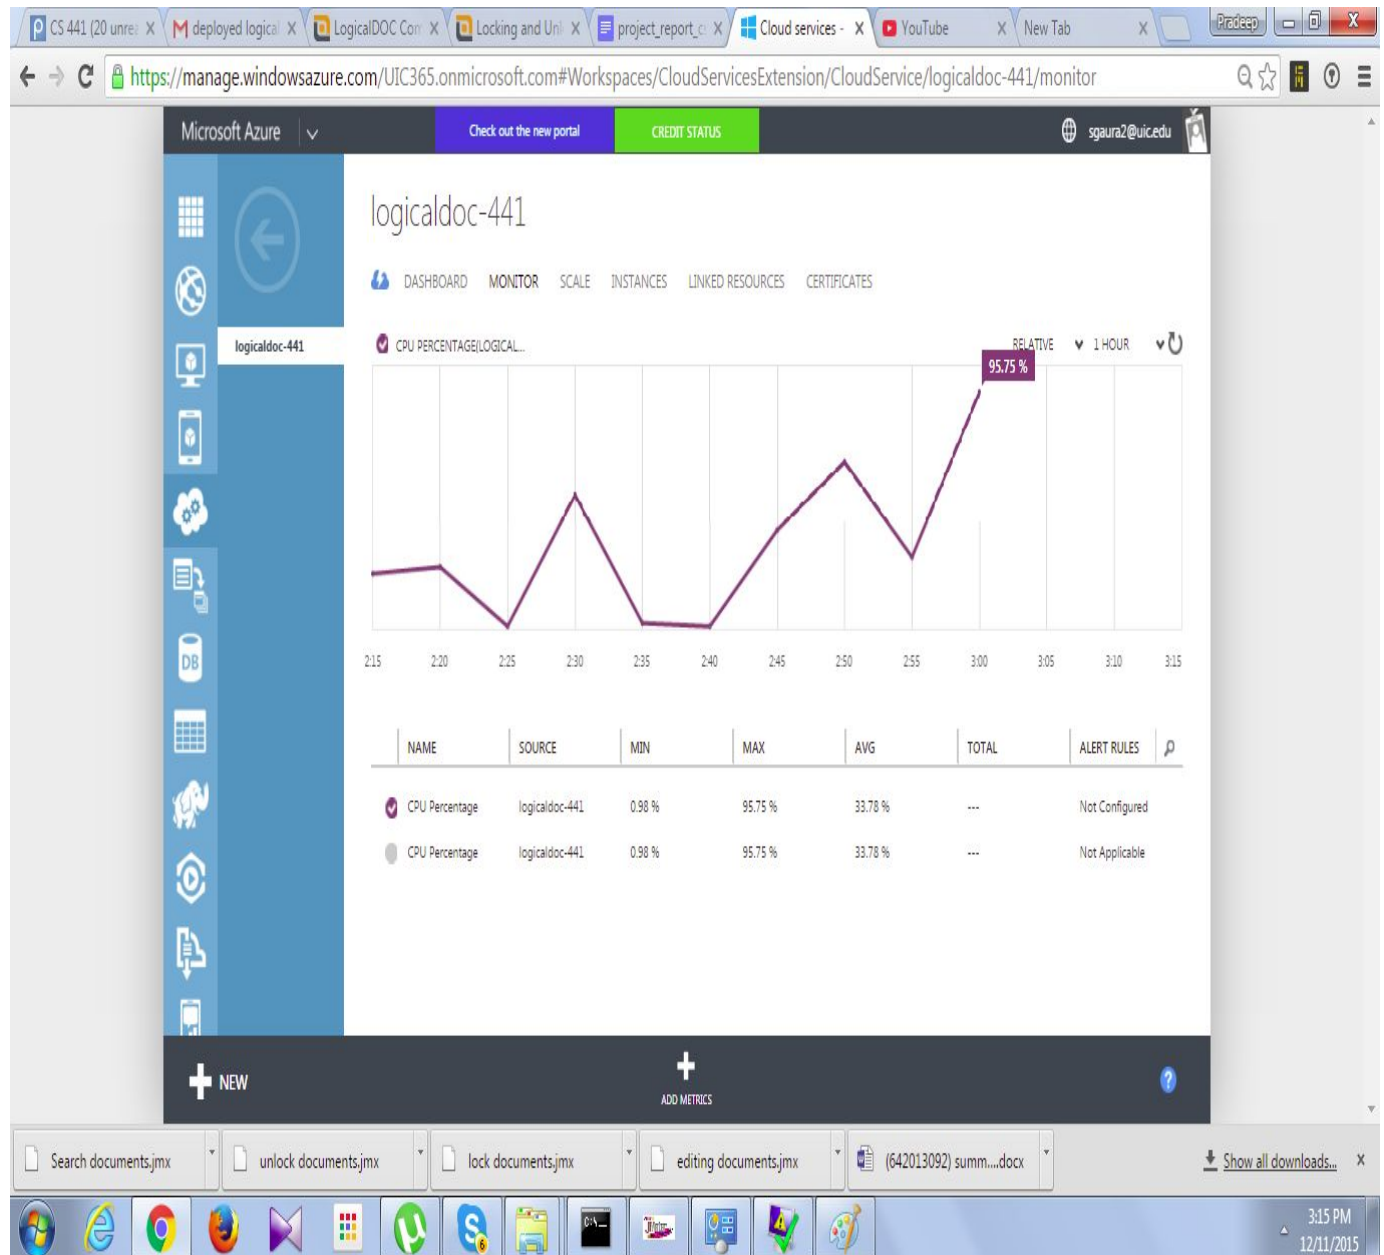 CS 441 (20 unre
deployed logical
LogicalDOC Com
Locking and Unl
project_report_c
Cloud services -
YouTube
New Tab
Pradeep
https://manage.windowsazure.com/UIC365.onmicrosoft.com#Workspaces/CloudServicesExtension/CloudService/logicaldoc-441/monitor
Microsoft Azure
Check out the new portal
CREDIT STATUS
sgaura2@uic.edu
logicaldoc-441
DASHBOARD MONITOR SCALE INSTANCES LINKED RESOURCES CERTIFICATES
logicaldoc-441
CPU PERCENTAGE(LOGICAL...
RELATIVE 1 HOUR
95.75 %
2:15 2:20 2:25 2:30 2:35 2:40 2:45 2:50 2:55 3:00 3:05 3:10 3:15
NAME SOURCE MIN MAX AVG TOTAL ALERT RULES
CPU Percentage logicaldoc-441 0.98 % 95.75 % 33.78 % --- Not Configured
CPU Percentage logicaldoc-441 0.98 % 95.75 % 33.78 % --- Not Applicable
DB
NEW
ADD METRICS
?
Search documents.jmx
unlock documents.jmx
lock documents.jmx
editing documents.jmx
(642013092) summ....docx
Show all downloads...
3:15 PM
12/11/2015